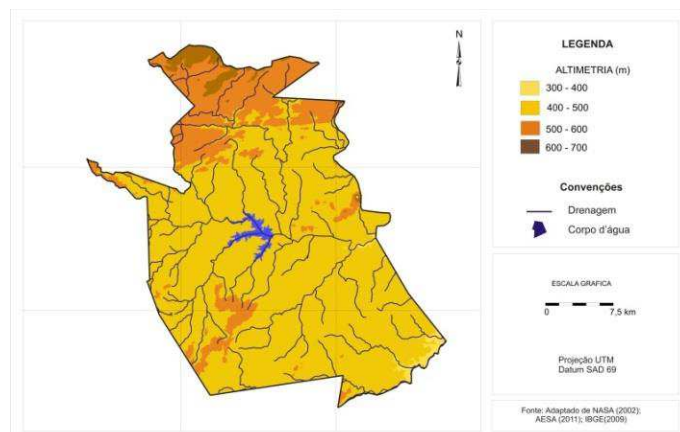 N
LEGENDA
ALTIMETRIA (m)
300 - 400
400 - 500
500 - 600
600 - 700
Convenções
Drenagem
Corpo d'água
ESCALA GRAFICA
0 7,5 km
Projeção UTM
Datum SAD 69
Fonte: Adaptado de NASA (2002);
AESA (2011); IBGE(2009)